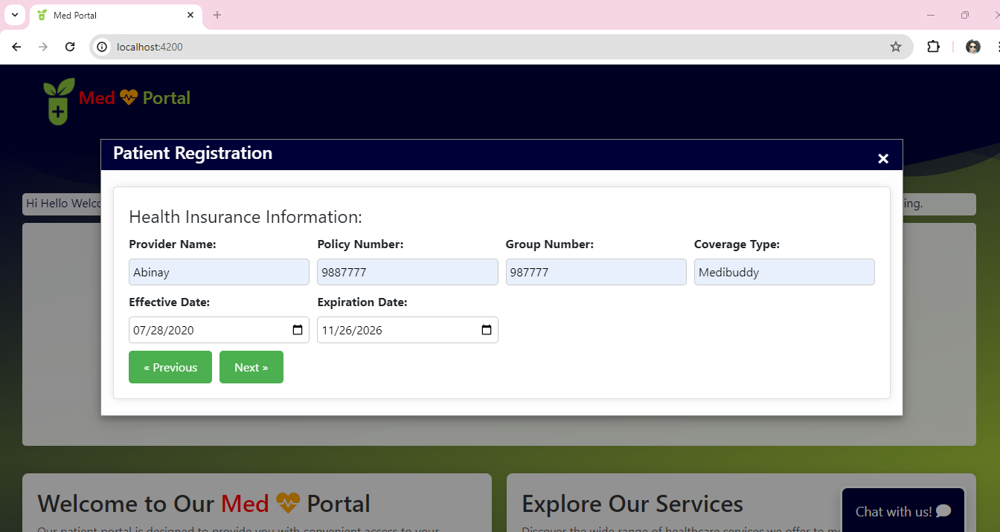 Med Portal
localhost:4200
Med Portal
Patient Registration
Hi Hello Welco
ing.
Health Insurance Information:
Provider Name: Policy Number: Group Number: Coverage Type:
Abinay 9887777 987777 Medibuddy
Effective Date: Expiration Date:
07/28/2020 11/26/2026
« Previous Next »
Welcome to Our Med Portal
Explore Our Services
Chat with us!
Our patient portal is designed to provide you with convenient access to your
Discover the wide range of healthcare services we offer to